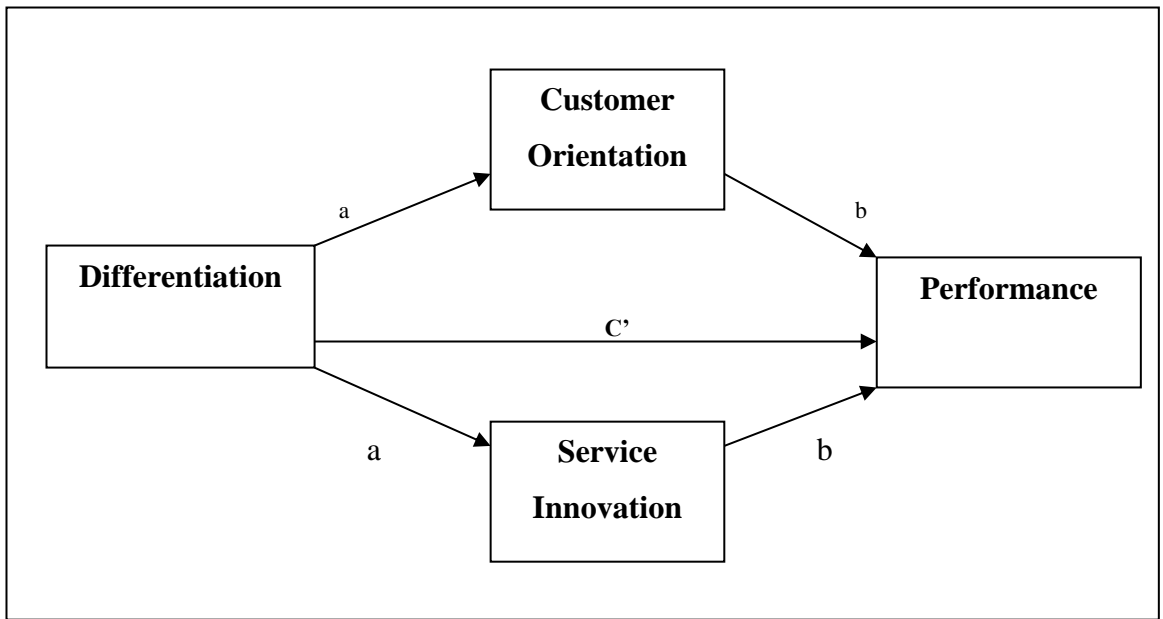 Customer
Orientation
a
b
Differentiation
Performance
C’
a
b
Service
Innovation